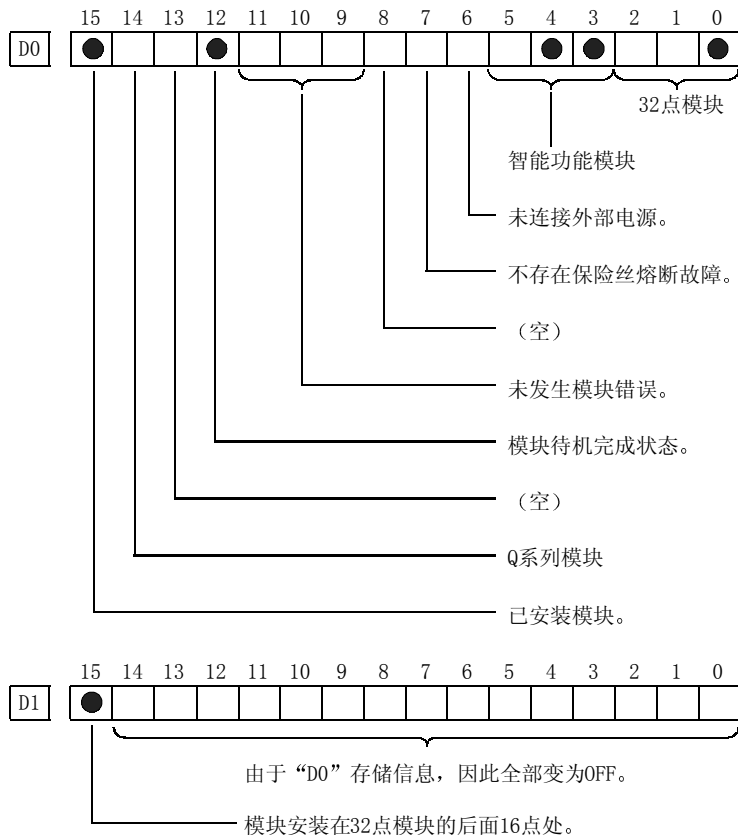 15 14 13 12 11 10 9 8 7 6 5 4 3 2 1 0
D0
32点模块
智能功能模块
未连接外部电源。
不存在保险丝熔断故障。
（空）
未发生模块错误。
模块待机完成状态。
（空）
Q系列模块
已安装模块。
15 14 13 12 11 10 9 8 7 6 5 4 3 2 1 0
D1
由于“D0”存储信息，因此全部变为OFF。
模块安装在32点模块的后面16点处。